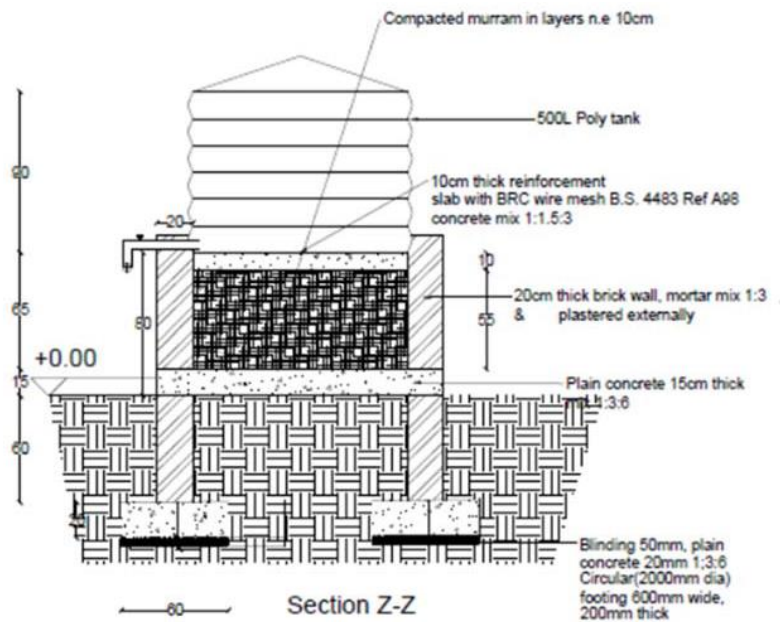 Compacted murram in layers n.e 10cm
500L Poly tank
90
10cm thick reinforcement
slab with BRC wire mesh B.S. 4483 Ref A98
concrete mix 1:1.5:3
20
10
65
80
55
20cm thick brick wall, mortar mix 1:3
& plastered externally
+0.00
15
Plain concrete 15cm thick
mix 1:3:6
60
Blinding 50mm, plain
concrete 20mm 1;3:6
Circular(2000mm dia)
footing 600mm wide,
200mm thick
60
Section Z-Z